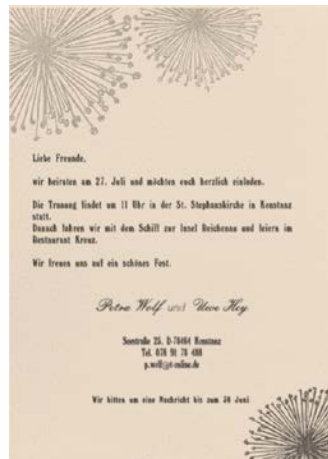 Liebe Freunde,
wir heiraten am 27. Juli und möchten euch herzlich einladen.
Die Trauung findet um 11 Uhr in der St. Stephanskirche in Konstanz
statt.
Danach fahren wir mit dem Schiff zur Insel Reichenau und feiern im
Restaurant Kreuz.
Wir freuen uns auf ein schönes Fest.
Petra Wolf und Uwe Hey
Seestraße 25, D-78464 Konstanz
Tel. 078 91 78 488
p.wolf@t-online.de
Wir bitten um eine Nachricht bis zum 30 Juni